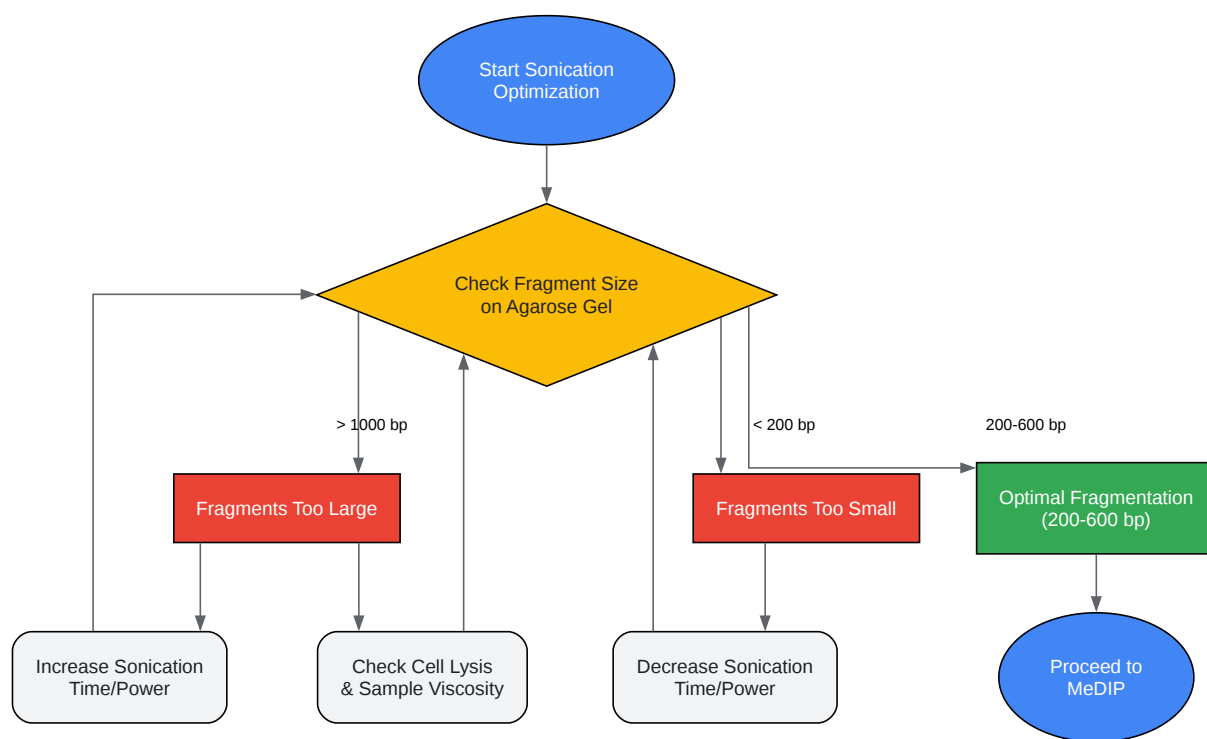 Start Sonication
Optimization
Check Fragment Size
on Agarose Gel
> 1000 bp
< 200 bp
200-600 bp
Fragments Too Large
Fragments Too Small
Optimal Fragmentation
(200-600 bp)
Increase Sonication
Time/Power
Check Cell Lysis
& Sample Viscosity
Decrease Sonication
Time/Power
Proceed to
MeDIP